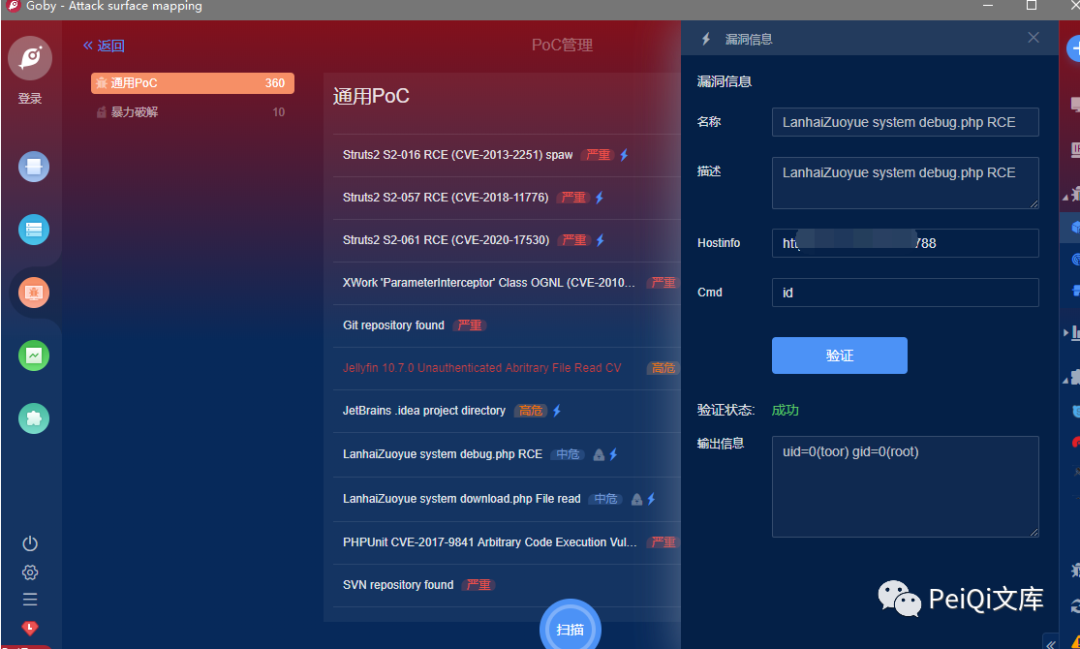 Goby - Attack surface mapping
登录
返回
PoC管理
通用PoC 360
暴力破解 10
通用PoC
Struts2 S2-016 RCE (CVE-2013-2251) spaw 严重
Struts2 S2-057 RCE (CVE-2018-11776) 严重
Struts2 S2-061 RCE (CVE-2020-17530) 严重
XWork 'ParameterInterceptor' Class OGNL (CVE-2010... 严重
Git repository found 严重
Jellyfin 10.7.0 Unauthenticated Abritrary File Read CV 高危
JetBrains .idea project directory 高危
LanhaiZuoyue system debug.php RCE 中危
LanhaiZuoyue system download.php File read 中危
PHPUnit CVE-2017-9841 Arbitrary Code Execution Vul... 严重
SVN repository found 严重
扫描
漏洞信息
漏洞信息
名称 LanhaiZuoyue system debug.php RCE
描述 LanhaiZuoyue system debug.php RCE
Hostinfo 788
Cmd id
验证
验证状态: 成功
输出信息 uid=0(toor) gid=0(root)
PeiQi文库